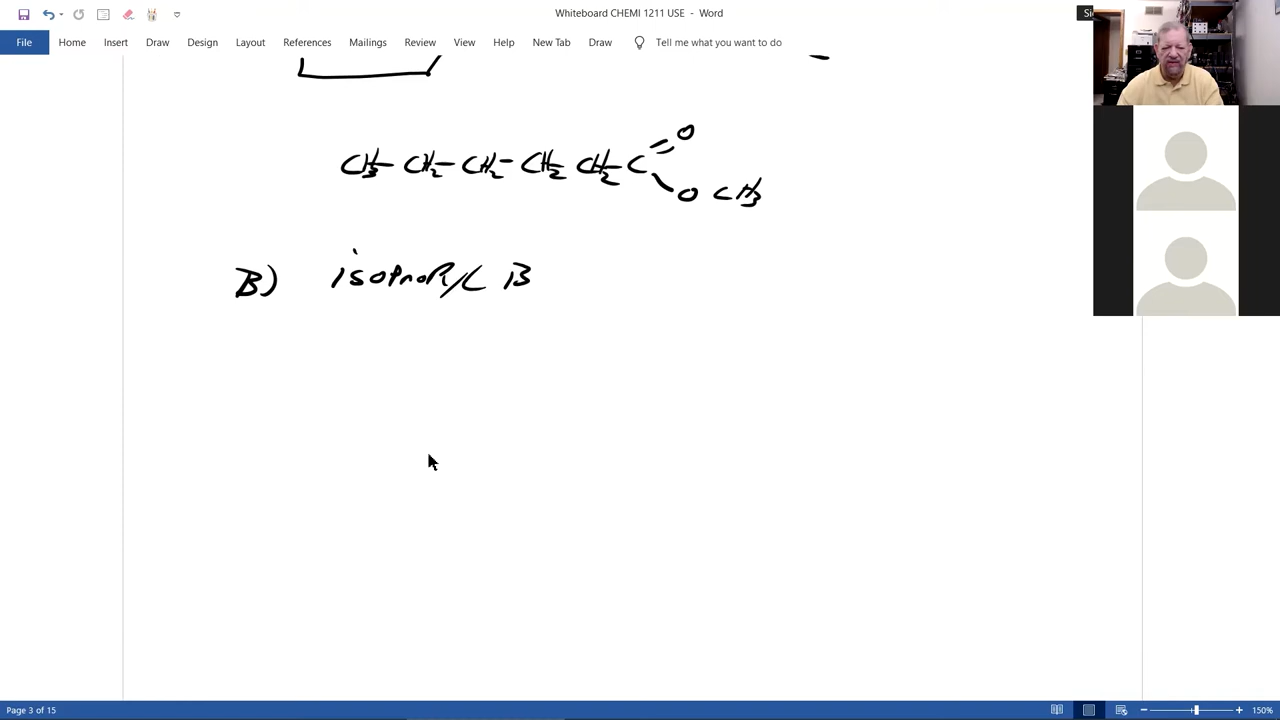 Whiteboard CHEMI 1211 USE - Word
File Home Insert Draw Design Layout References Mailings Review View Help New Tab Draw Tell me what you want to do
O
CH3- CH2- CH2- CH2 CH2- C
O CH3
B) isopropyl B
Page 3 of 15
150%